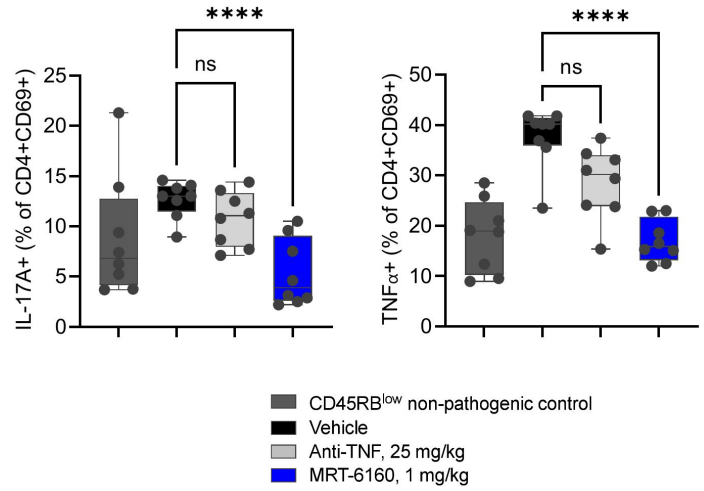 ****
ns
25
20
15
10
5
0
IL-17A+ (% of CD4+CD69+)
****
ns
50
40
30
20
10
0
TNFα+ (% of CD4+CD69+)
CD45RBlow non-pathogenic control
Vehicle
Anti-TNF, 25 mg/kg
MRT-6160, 1 mg/kg